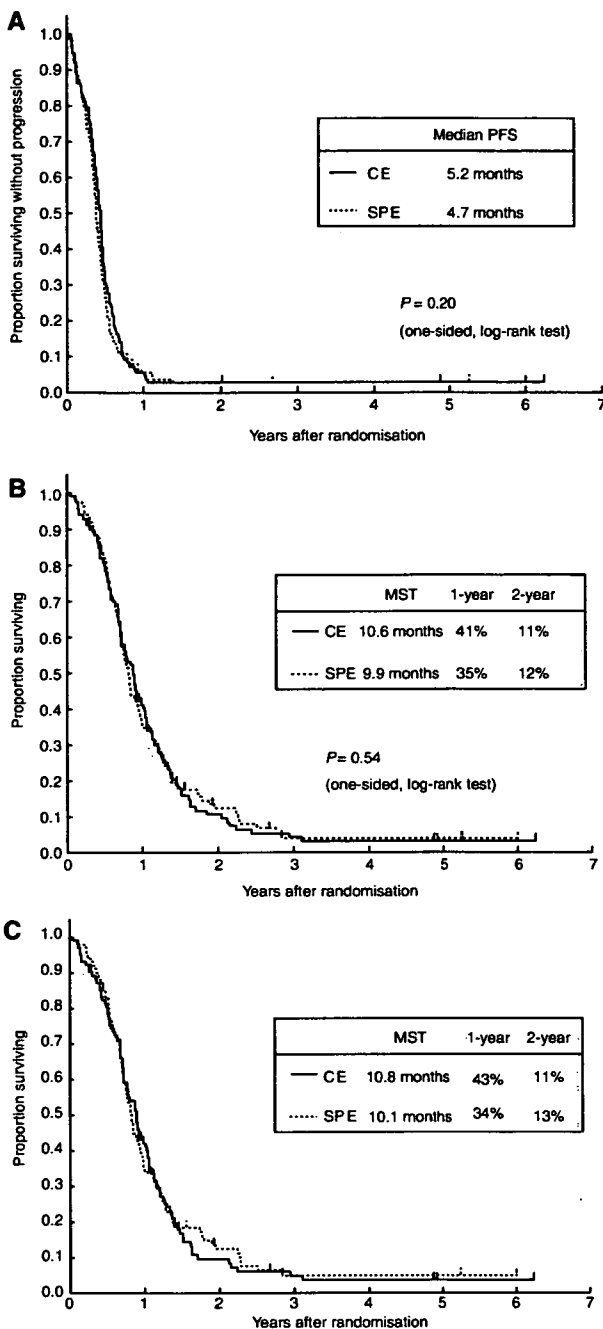 A
Proportion surviving without progression
1.0
0.9
0.8
0.7
0.6
0.5
0.4
0.3
0.2
0.1
0.0
0 1 2 3 4 5 6 7
Years after randomisation
Median PFS
CE 5.2 months
SPE 4.7 months
P = 0.20
(one-sided, log-rank test)
B
Proportion surviving
1.0
0.9
0.8
0.7
0.6
0.5
0.4
0.3
0.2
0.1
0.0
0 1 2 3 4 5 6 7
Years after randomisation
MST 1-year 2-year
CE 10.6 months 41% 11%
SPE 9.9 months 35% 12%
P= 0.54
(one-sided, log-rank test)
C
Proportion surviving
1.0
0.9
0.8
0.7
0.6
0.5
0.4
0.3
0.2
0.1
0.0
0 1 2 3 4 5 6 7
Years after randomisation
MST 1-year 2-year
CE 10.8 months 43% 11%
SPE 10.1 months 34% 13%